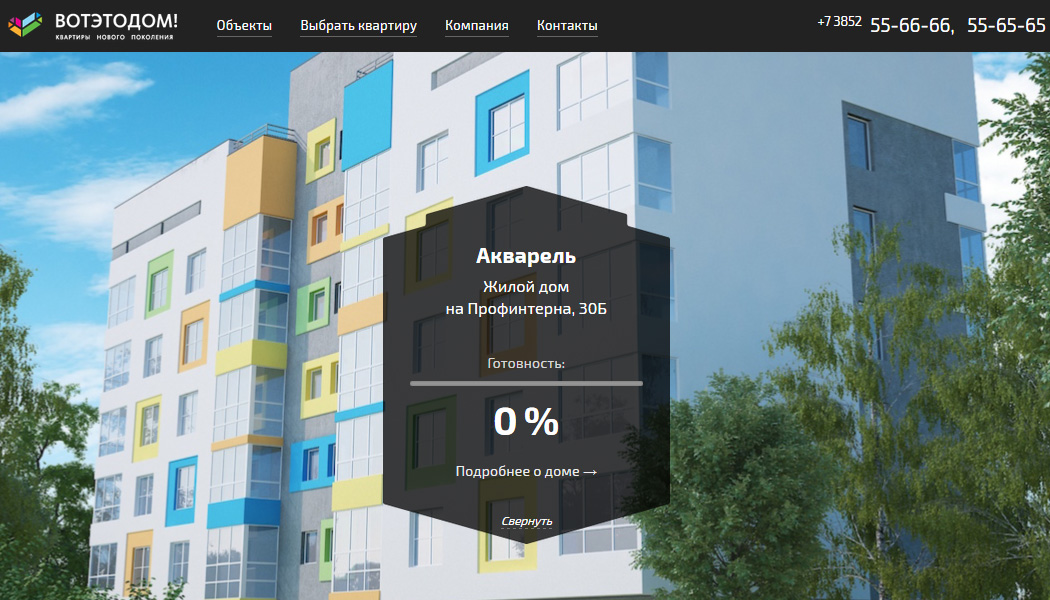 ВОТЭТОДОМ!
КВАРТИРЫ НОВОГО ПОКОЛЕНИЯ
Объекты
Выбрать квартиру
Компания
Контакты
+7 3852 55-66-66, 55-65-65
Акварель
Жилой дом
на Профинтерна, 30Б
Готовность:
0 %
Подробнее о доме →
Свернуть